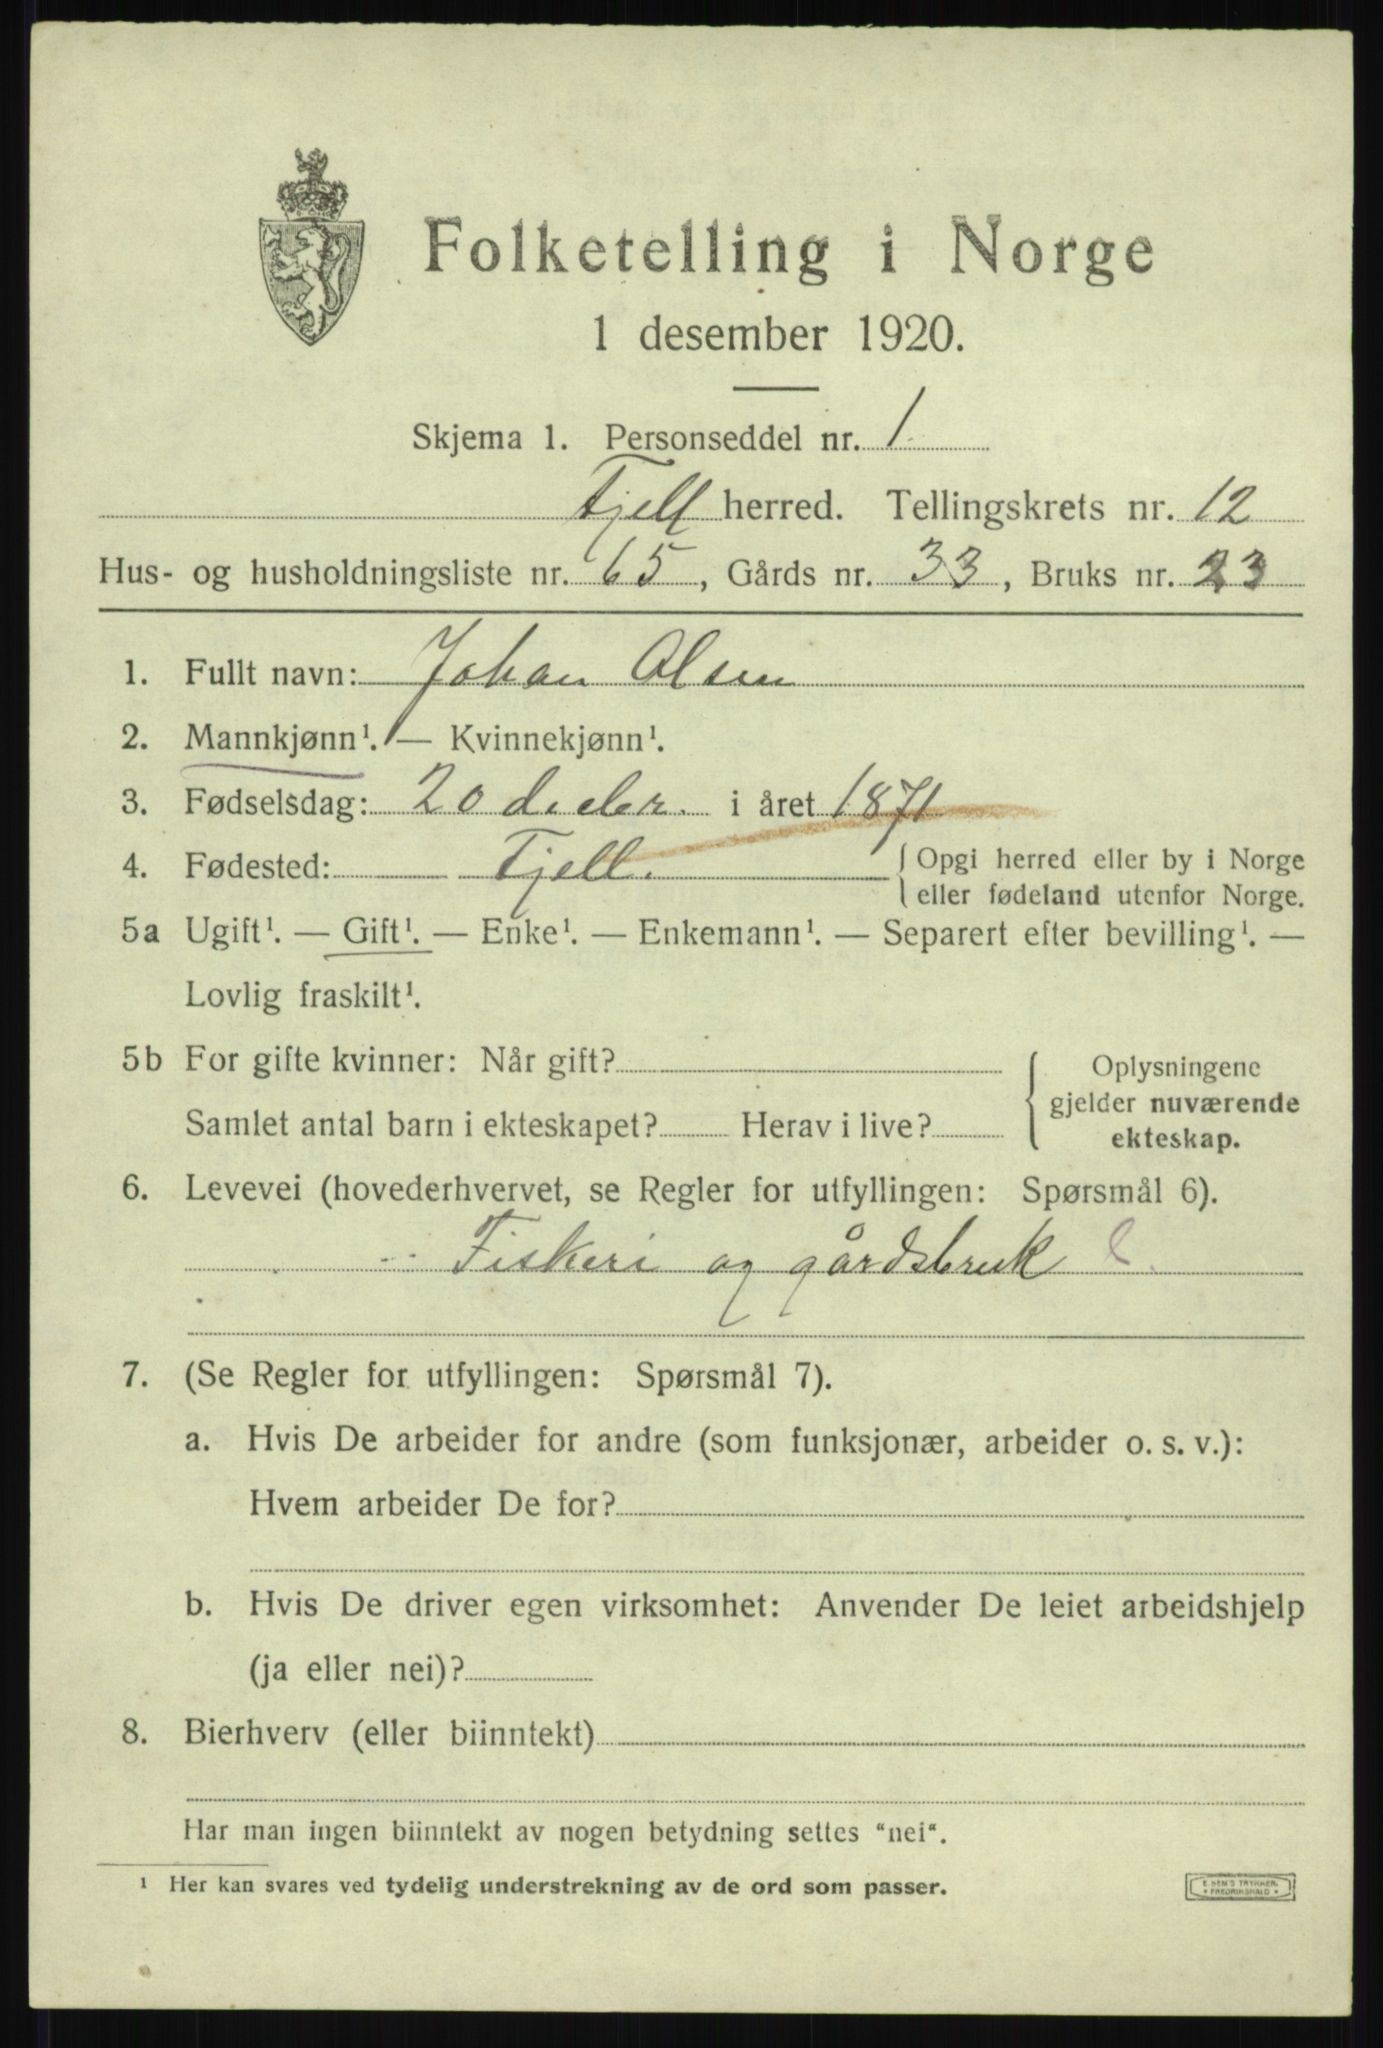 Folketelling i Norge
1 desember 1920.
Skjema 1. Personseddel nr. 1
Fjell herred. Tellingskrets nr. 12
Hus- og husholdningsliste nr. 65, Gårds nr. 33, Bruks nr. 23
1. Fullt navn: Johan Olsen
2. Mannkjønn¹. — Kvinnekjønn¹.
3. Fødselsdag: 20 decbr. i året 1871
4. Fødested: Fjell. { Opgi herred eller by i Norge
eller fødeland utenfor Norge.
5a Ugift¹. — Gift¹. — Enke¹. — Enkemann¹. — Separert efter bevilling¹. —
Lovlig fraskilt¹.
5b For gifte kvinner: Når gift? { Oplysningene
gjelder nuværende
Samlet antal barn i ekteskapet? Herav i live?
ekteskap.
6. Levevei (hovederhvervet, se Regler for utfyllingen: Spørsmål 6).
Fiskeri og gårdsbruk
7. (Se Regler for utfyllingen: Spørsmål 7).
a. Hvis De arbeider for andre (som funksjonær, arbeider o. s. v.):
Hvem arbeider De for?
b. Hvis De driver egen virksomhet: Anvender De leiet arbeidshjelp
(ja eller nei)?
8. Bierhverv (eller biinntekt)
Har man ingen biinntekt av nogen betydning settes "nei".
¹ Her kan svares ved tydelig understrekning av de ord som passer.
E. SEM'S TRYKKERI
FREDRIKSHALD